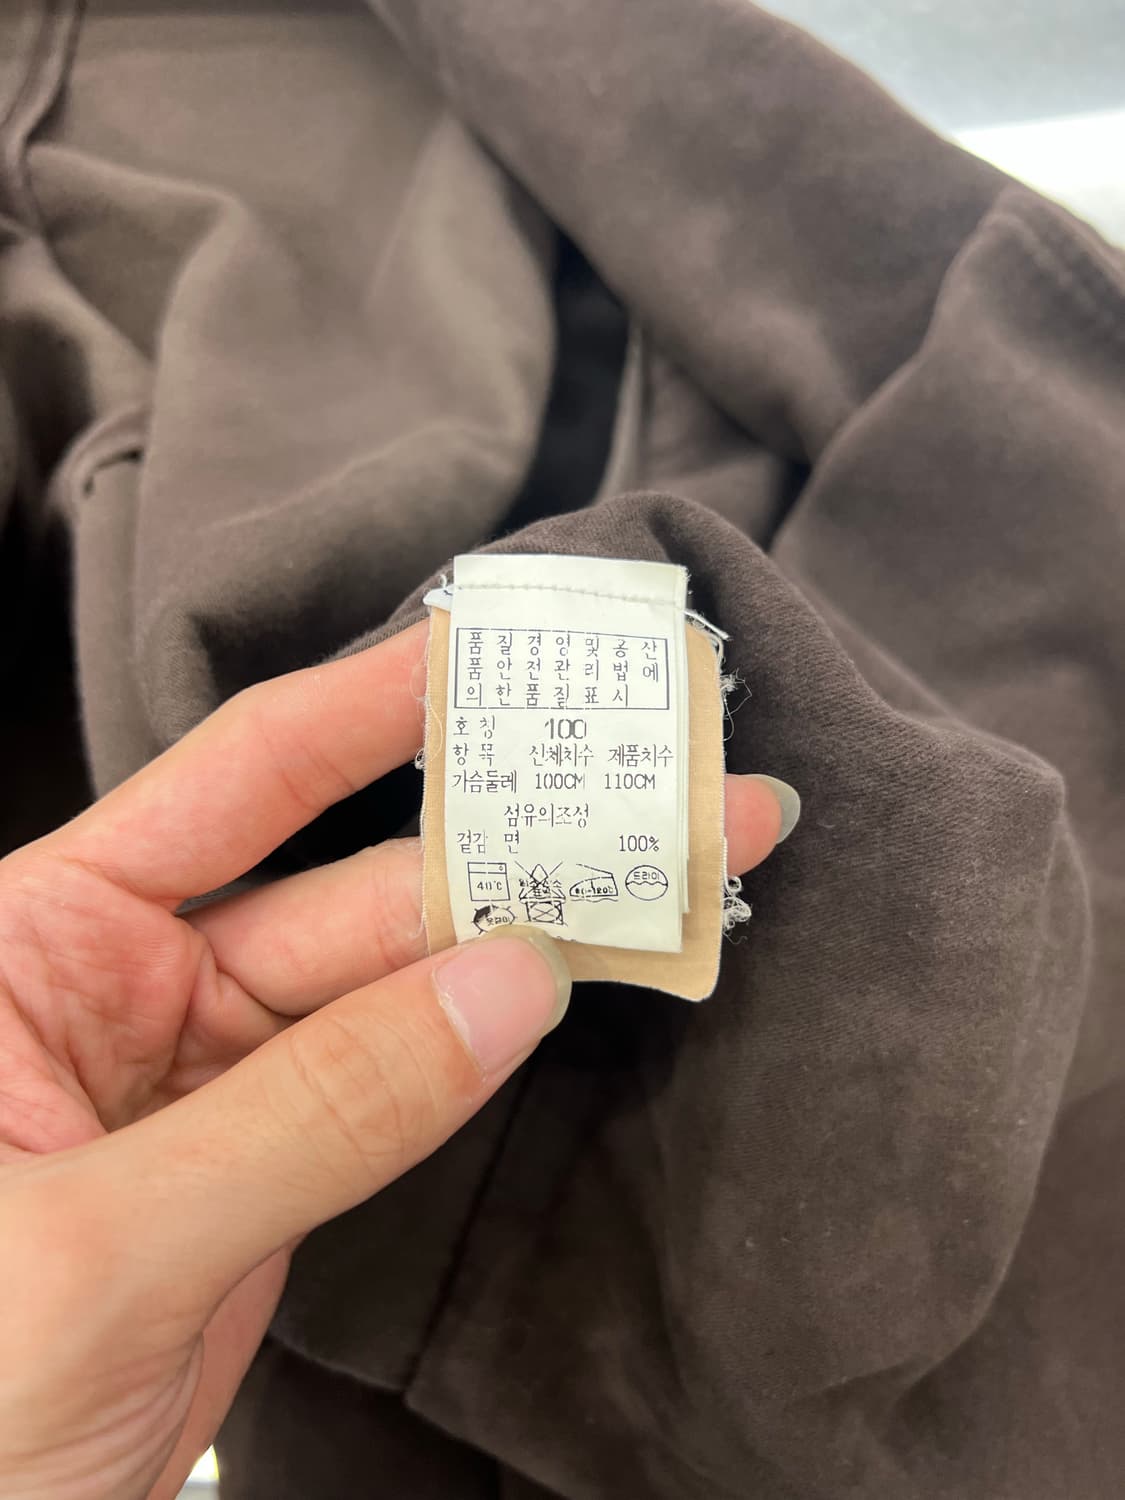 품질경영및공산
품안전관리법에
의한품질표시
호칭 100
항목 신체치수 제품치수
가슴둘레 100CM 110CM
섬유의조성
겉감 면 100%
40℃ 드라이